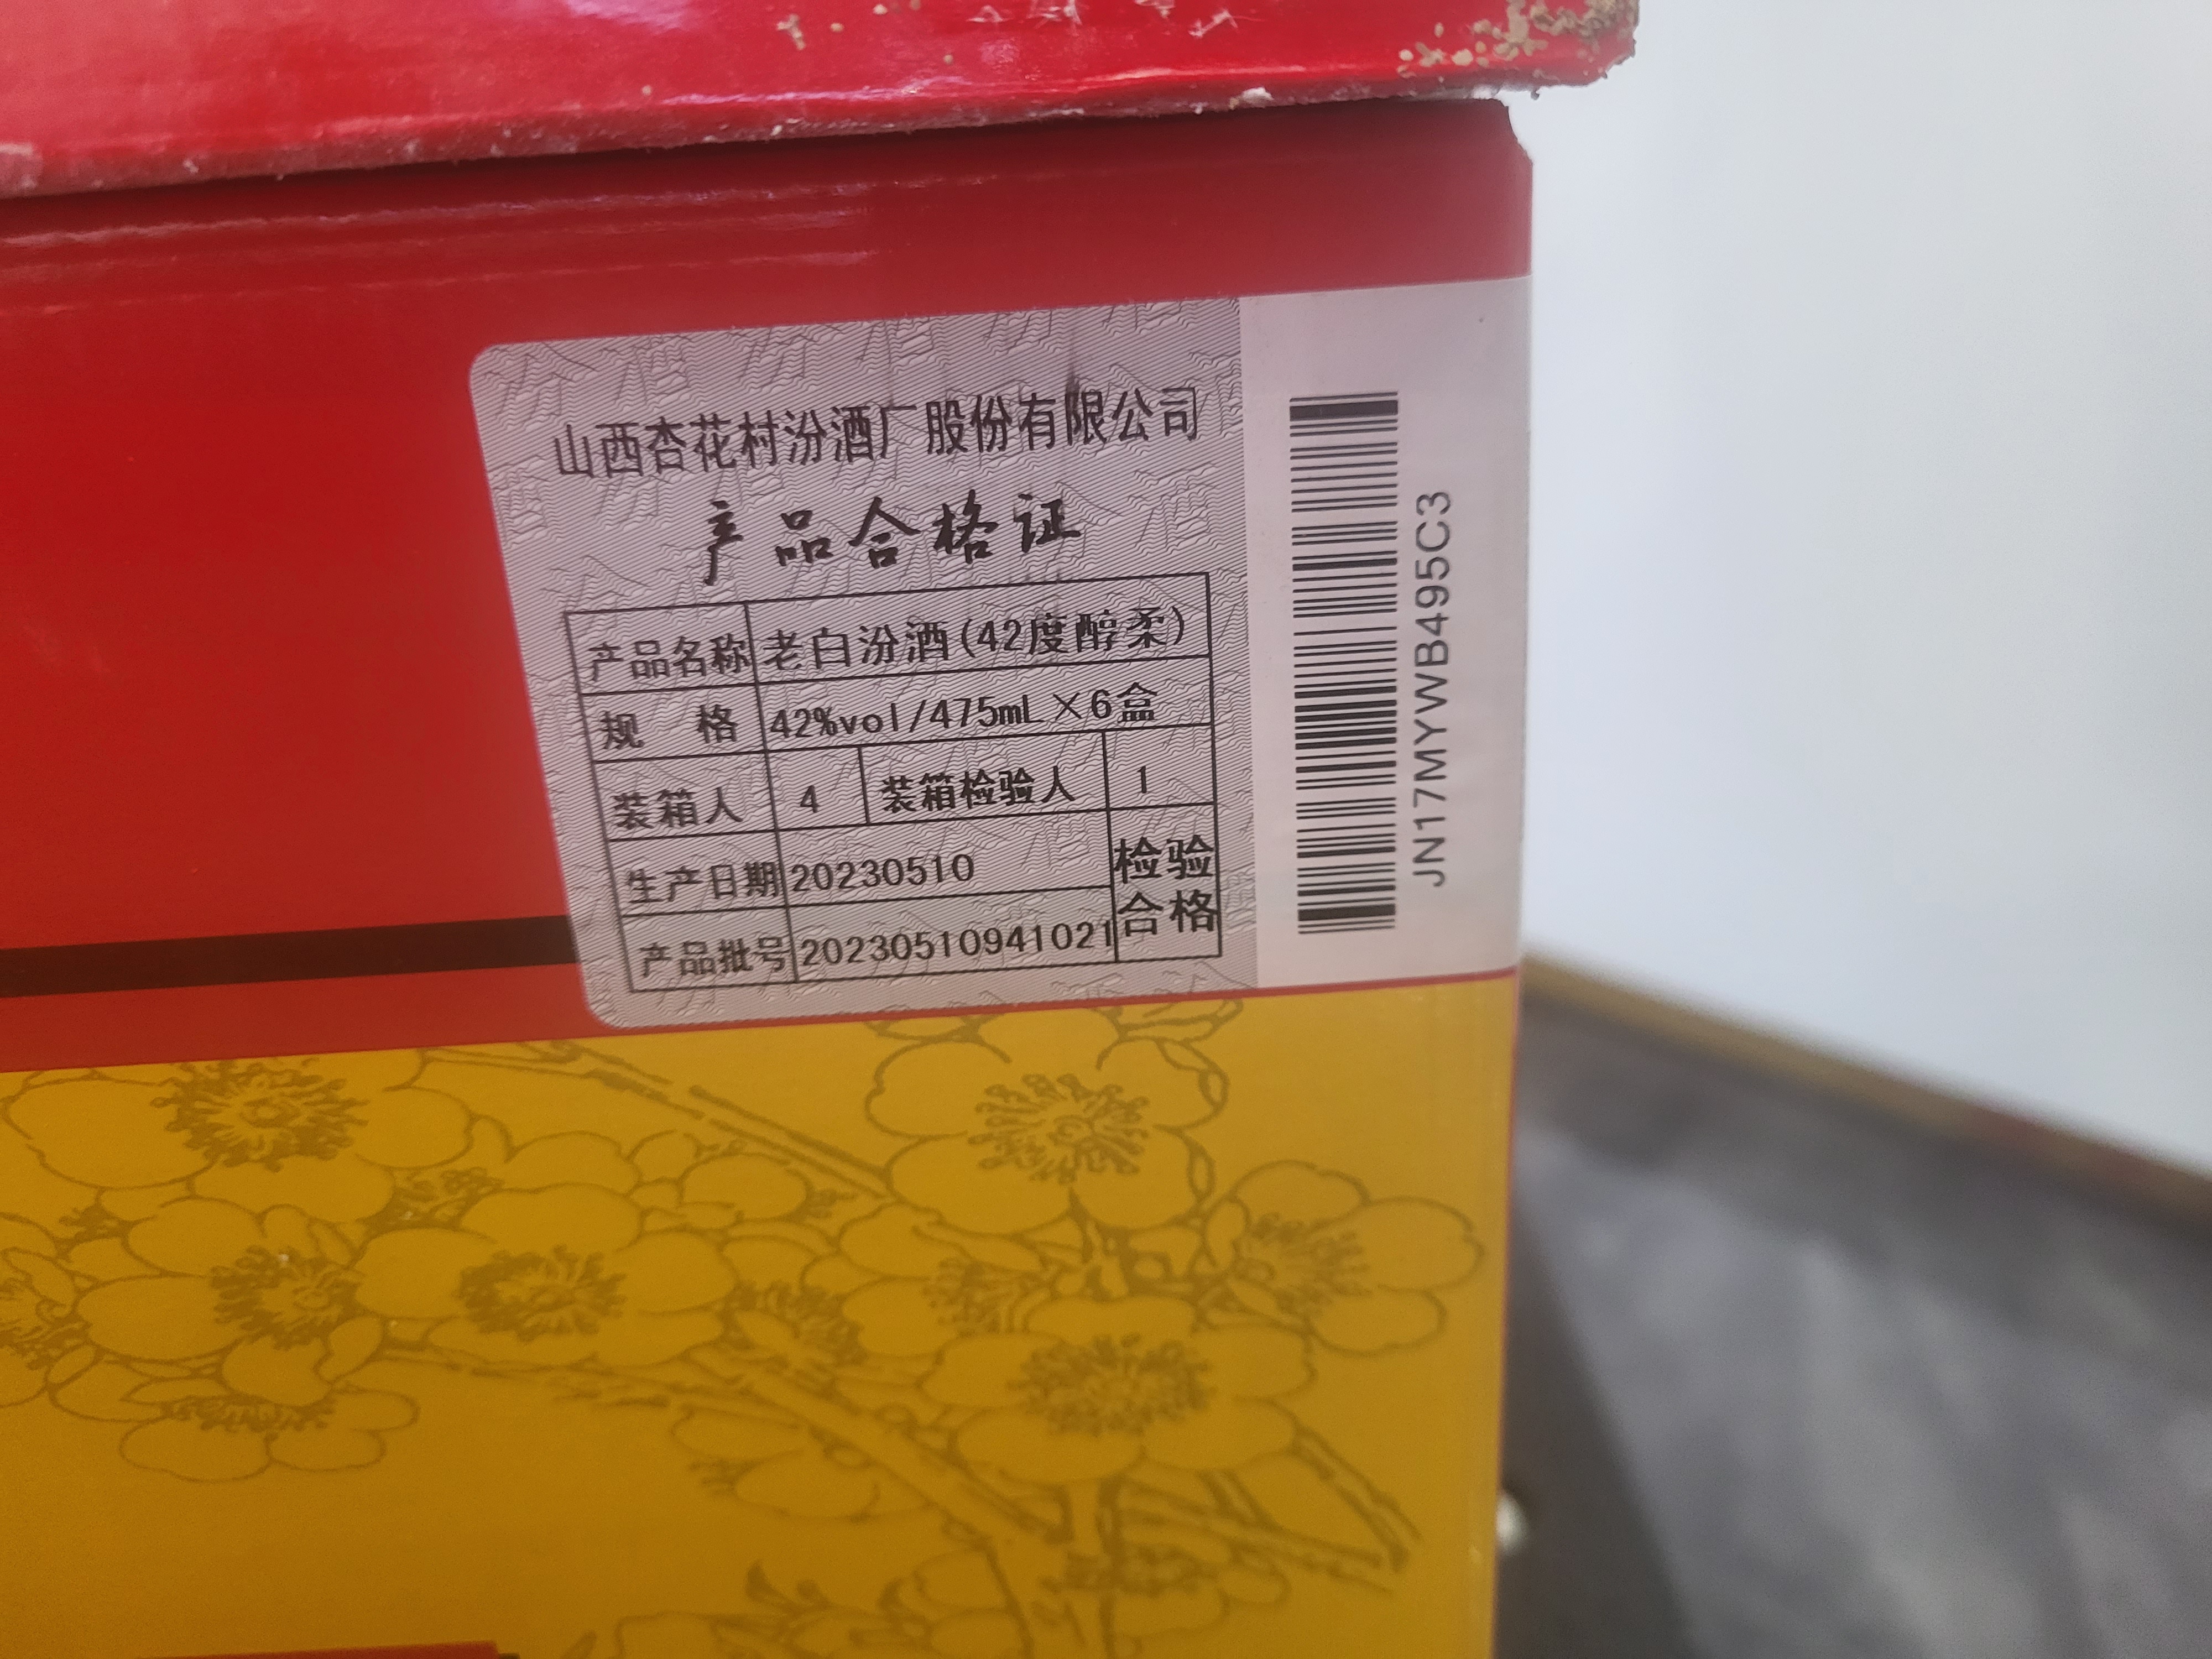 山西杏花村汾酒厂股份有限公司
产品合格证
产品名称 老白汾酒(42度醇柔)
规 格 42%vol/475mL×6盒
装箱人 4 装箱检验人 1
生产日期 20230510 检验
产品批号 20230510941021 合格
JN17MYWB495C3